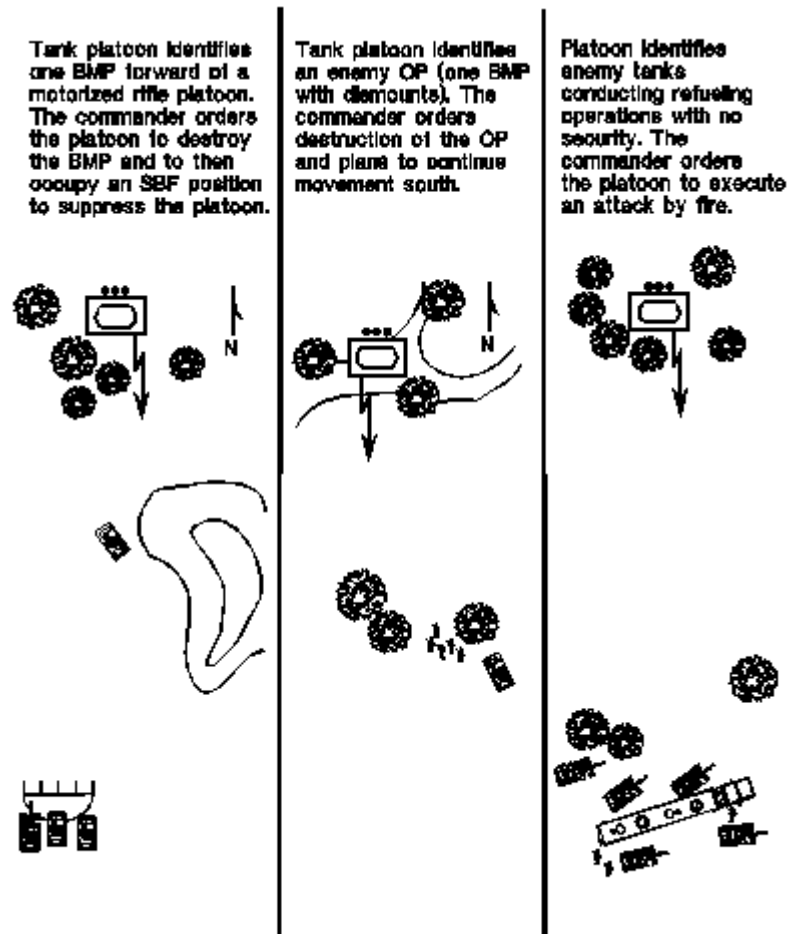 Tank platoon identifies
one BMP forward of a
motorized rifle platoon.
The commander orders
the platoon to destroy
the BMP and to then
occupy an SBF position
to suppress the platoon.
N
Tank platoon identifies
an enemy OP (one BMP
with dismounts). The
commander orders
destruction of the OP
and plans to continue
movement south.
N
Platoon identifies
enemy tanks
conducting refueling
operations with no
security. The
commander orders
the platoon to execute
an attack by fire.